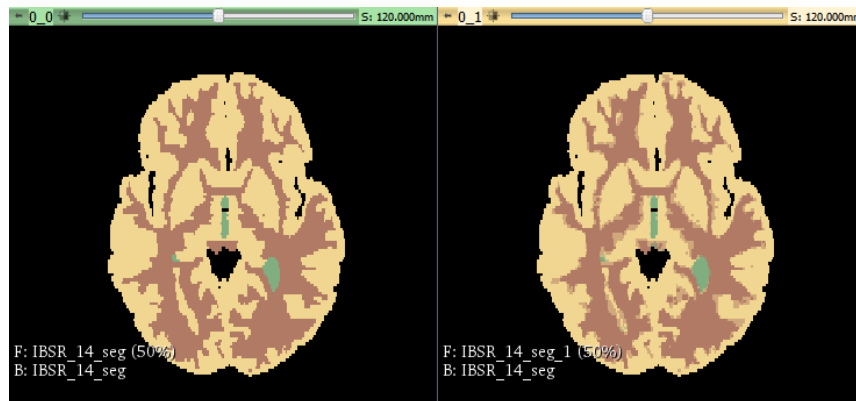 0_0 S: 120.000mm
0_1 S: 120.000mm
F: IBSR_14_seg (50%)
B: IBSR_14_seg
F: IBSR_14_seg_1 (50%)
B: IBSR_14_seg